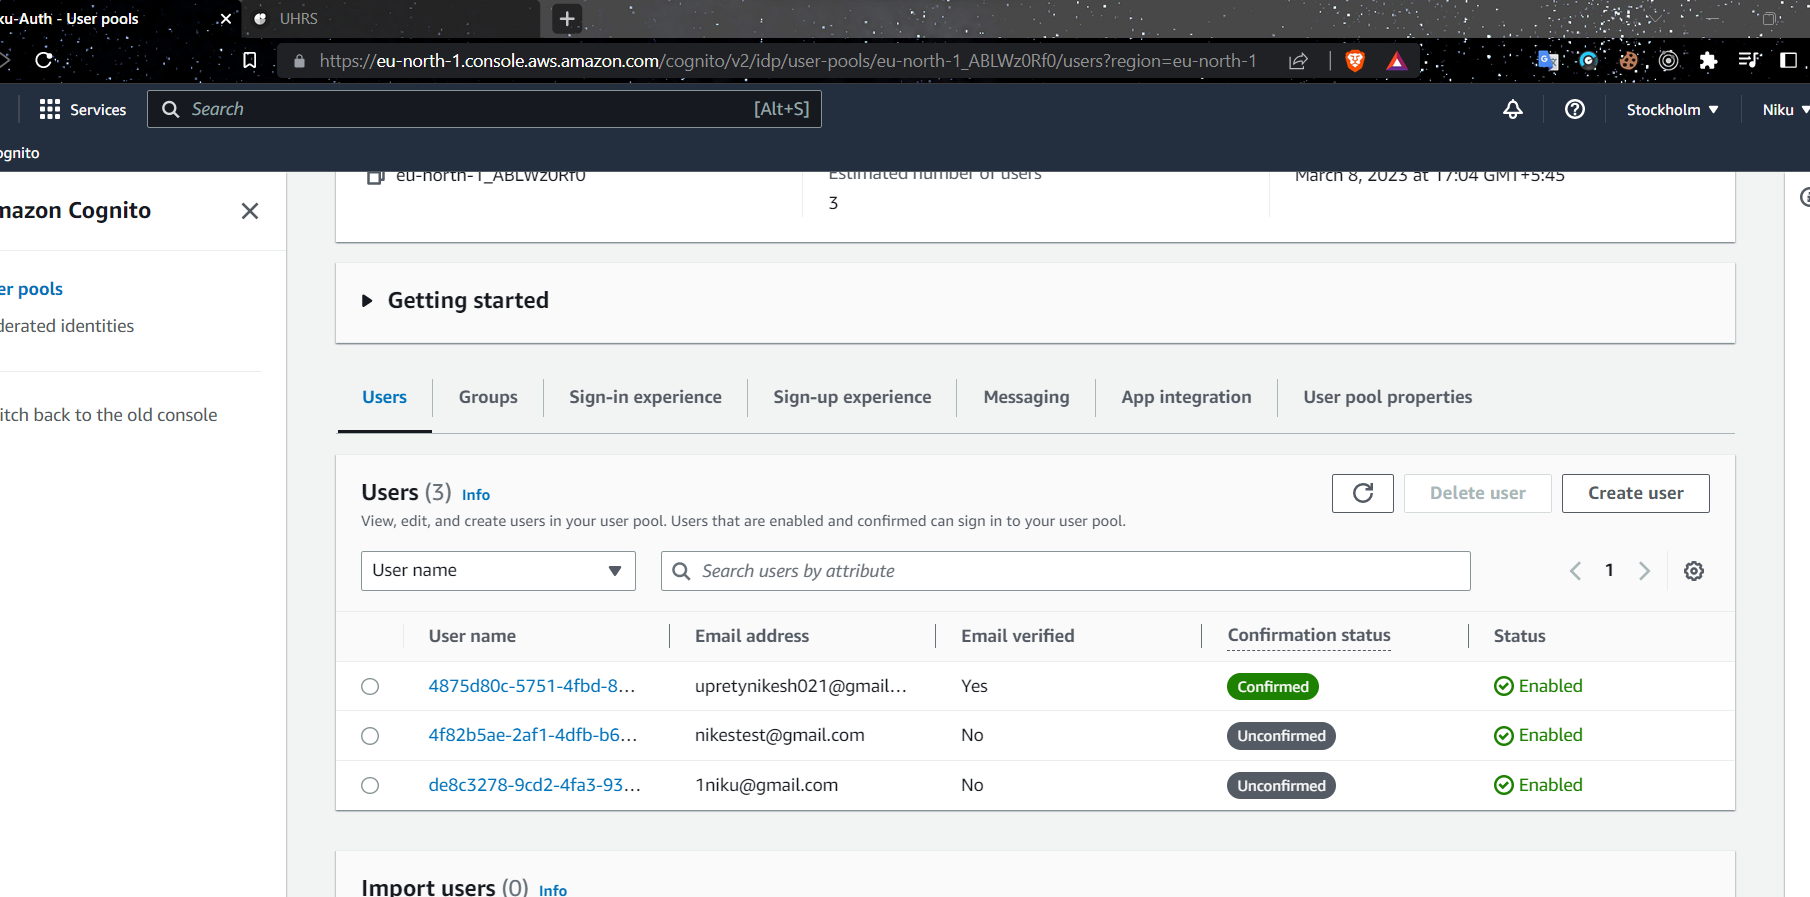 ku-Auth - User pools
UHRS
https://eu-north-1.console.aws.amazon.com/cognito/v2/idp/user-pools/eu-north-1_ABLWz0Rf0/users?region=eu-north-1
Services
Search
[Alt+S]
Stockholm
Niku
ognito
mazon Cognito
er pools
derated identities
itch back to the old console
eu-north-1_ABLWz0Rf0
Estimated number of users
3
March 8, 2023 at 17:04 GMT+5:45
Getting started
Users Groups Sign-in experience Sign-up experience Messaging App integration User pool properties
Users (3) Info
View, edit, and create users in your user pool. Users that are enabled and confirmed can sign in to your user pool.
Delete user
Create user
User name
Search users by attribute
1
User name Email address Email verified Confirmation status Status
4875d80c-5751-4fbd-8... upretynikesh021@gmail... Yes Confirmed Enabled
4f82b5ae-2af1-4dfb-b6... nikestest@gmail.com No Unconfirmed Enabled
de8c3278-9cd2-4fa3-93... 1niku@gmail.com No Unconfirmed Enabled
Import users (0) Info